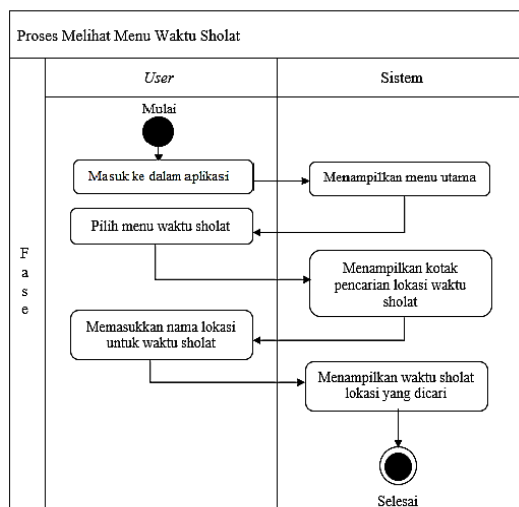 Proses Melihat Menu Waktu Sholat
User
Sistem
Fase
Mulai
Masuk ke dalam aplikasi
Menampilkan menu utama
Pilih menu waktu sholat
Menampilkan kotak
pencarian lokasi waktu
sholat
Memasukkan nama lokasi
untuk waktu sholat
Menampilkan waktu sholat
lokasi yang dicari
Selesai